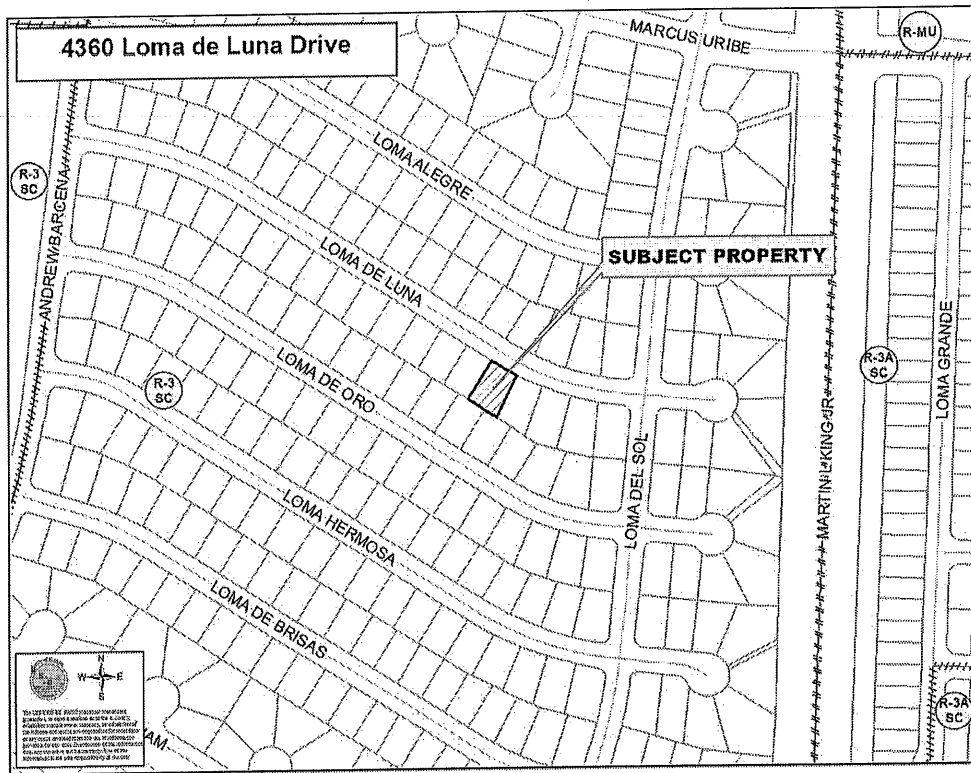 4360 Loma de Luna Drive
MARCUS URIBE
R-MU
LOMA ALEGRE
R-3
SC
ANDREW BARCENA
LOMA DE LUNA
SUBJECT PROPERTY
LOMA DE ORO
R-3
SC
R-3A
SC
LOMA GRANDE
MARTIN L KING JR
LOMA DEL SOL
LOMA HERMOSA
LOMA DE BRISAS
N
W E
S
R-3A
SC